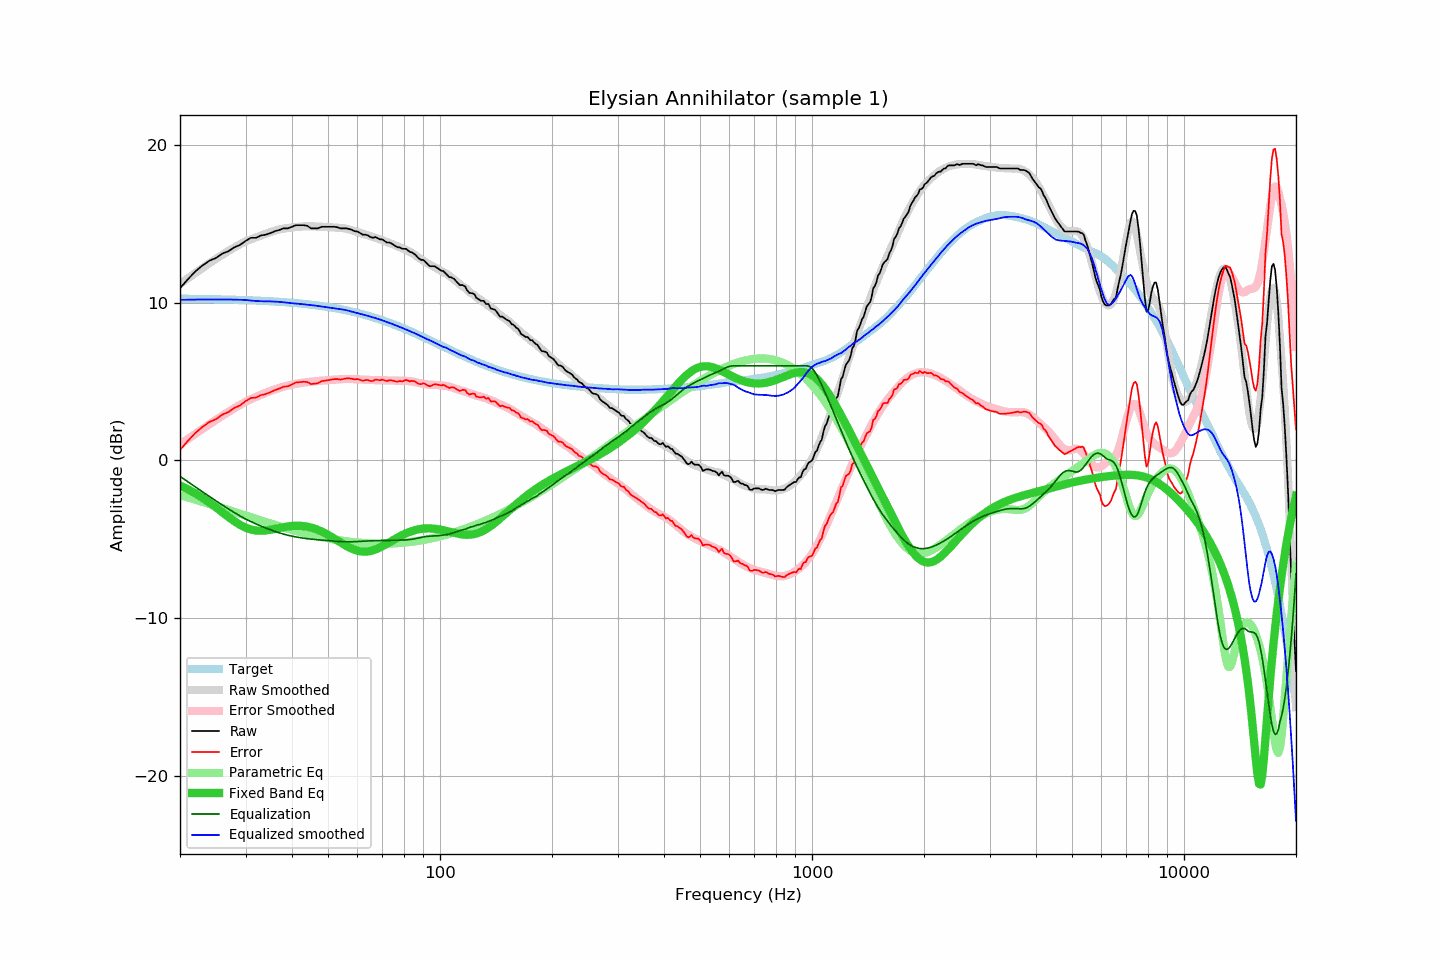 Elysian Annihilator (sample 1)
20
10
0
−10
−20
Amplitude (dBr)
Target
Raw Smoothed
Error Smoothed
Raw
Error
Parametric Eq
Fixed Band Eq
Equalization
Equalized smoothed
100
1000
10000
Frequency (Hz)